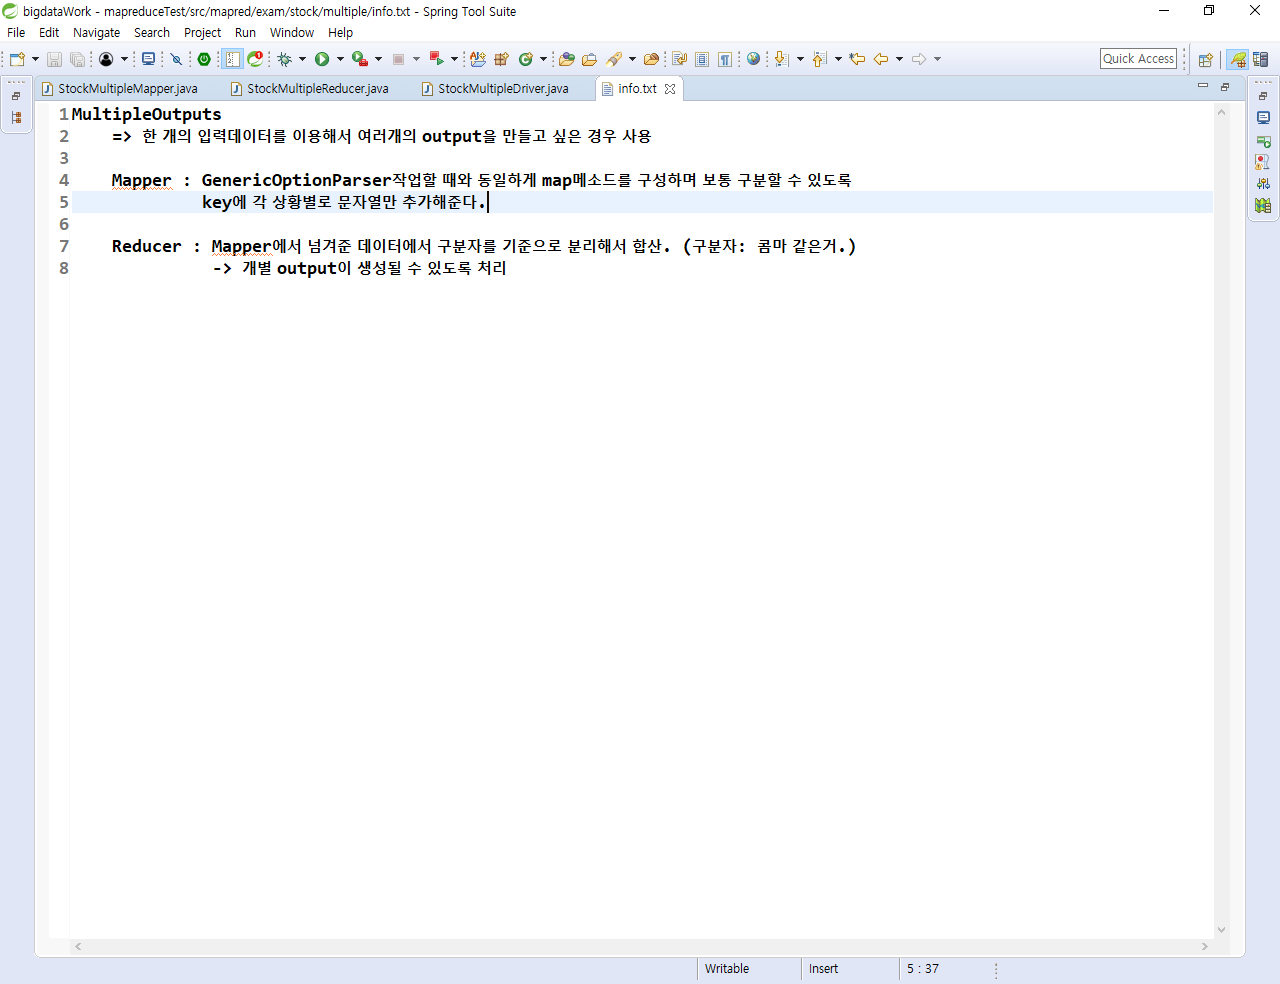 bigdataWork - mapreduceTest/src/mapred/exam/stock/multiple/info.txt - Spring Tool Suite
File Edit Navigate Search Project Run Window Help
Quick Access
StockMultipleMapper.java StockMultipleReducer.java StockMultipleDriver.java info.txt
1 MultipleOutputs
2 => 한 개의 입력데이터를 이용해서 여러개의 output을 만들고 싶은 경우 사용
3
4 Mapper : GenericOptionParser작업할 때와 동일하게 map메소드를 구성하며 보통 구분할 수 있도록
5 key에 각 상황별로 문자열만 추가해준다.
6
7 Reducer : Mapper에서 넘겨준 데이터에서 구분자를 기준으로 분리해서 합산. (구분자: 콤마 같은거.)
8 -> 개별 output이 생성될 수 있도록 처리
Writable Insert 5 : 37